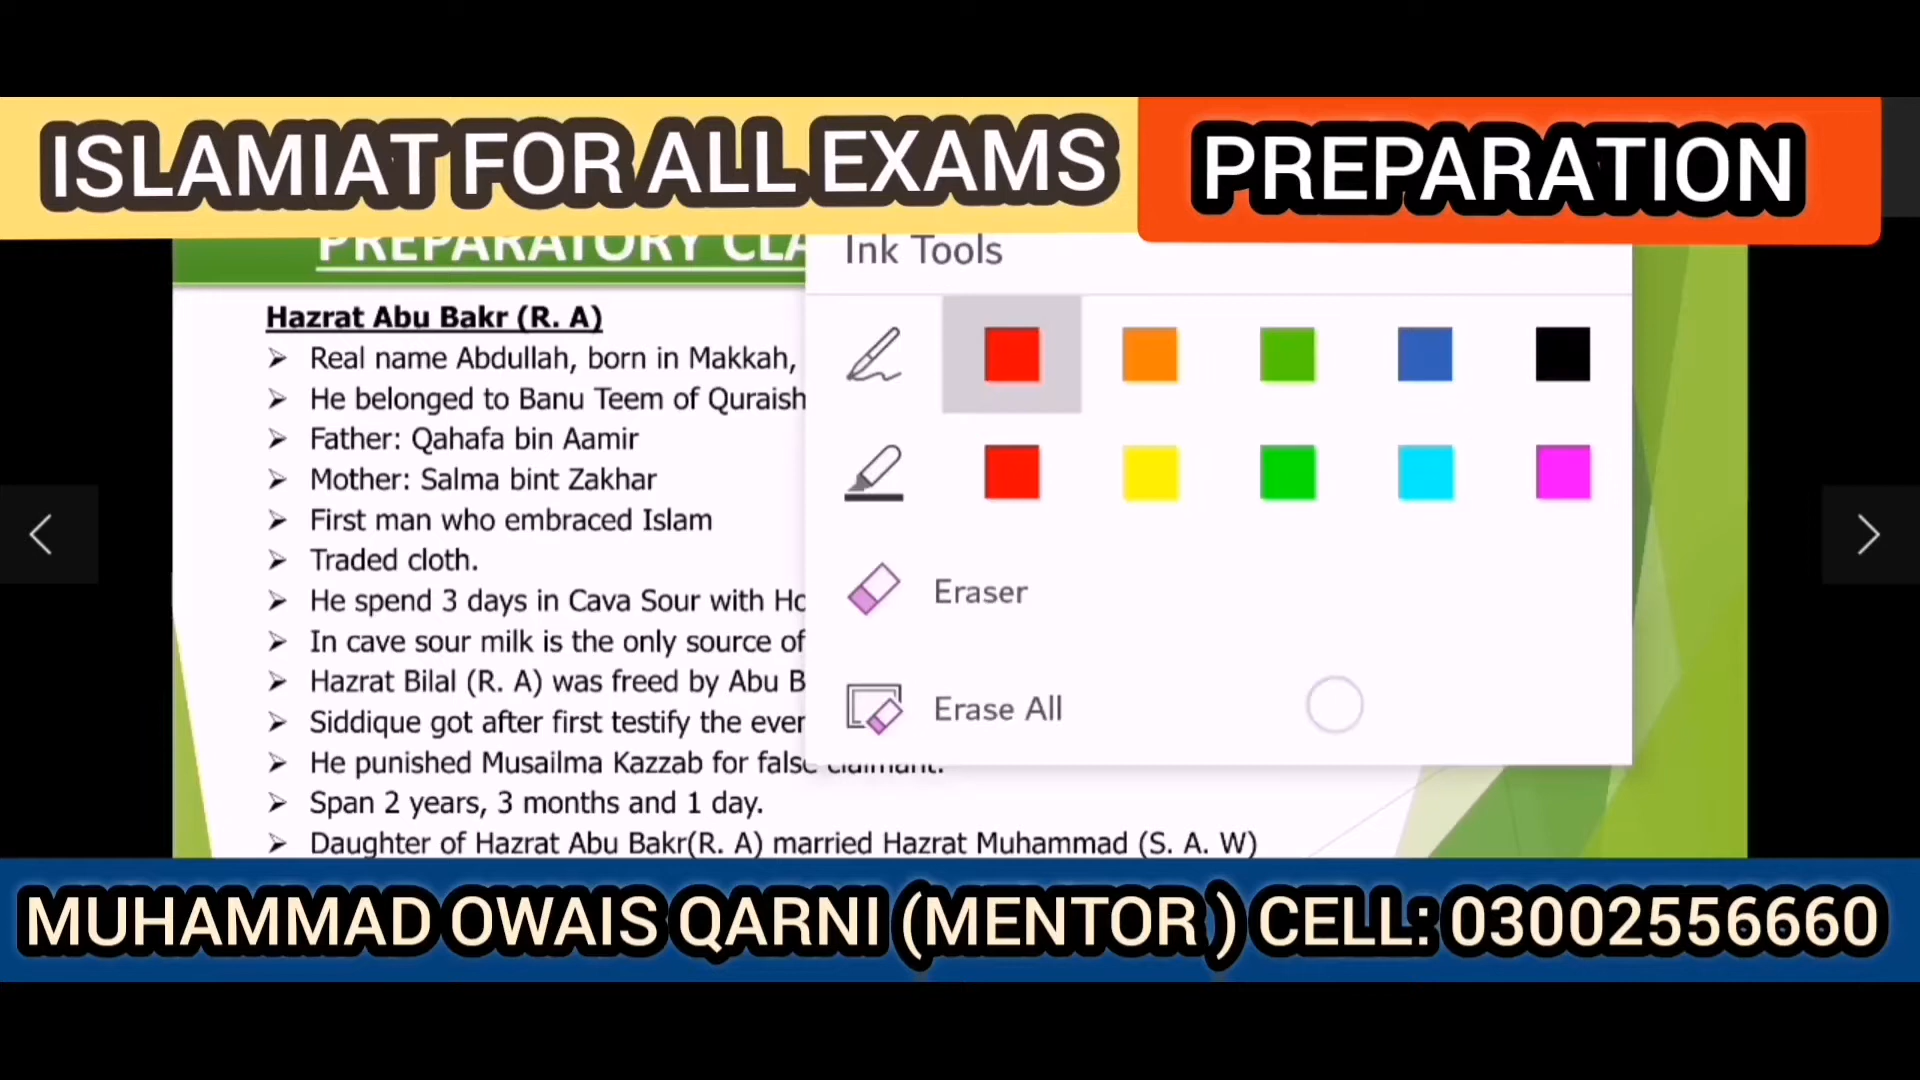 ISLAMIAT FOR ALL EXAMS PREPARATION
PREPARATORY
Ink Tools
Hazrat Abu Bakr (R. A)
Real name Abdullah, born in Makkah,
He belonged to Banu Teem of Quraish
Father: Qahafa bin Aamir
Mother: Salma bint Zakhar
First man who embraced Islam
Traded cloth.
He spend 3 days in Cava Sour with
In cave sour milk is the only source of
Hazrat Bilal (R. A) was freed by Abu
Siddique got after first testify the
He punished Musailma Kazzab for false claimant.
Span 2 years, 3 months and 1 day.
Daughter of Hazrat Abu Bakr(R. A) married Hazrat Muhammad (S. A. W)
Eraser
Erase All
MUHAMMAD OWAIS QARNI (MENTOR ) CELL: 03002556660